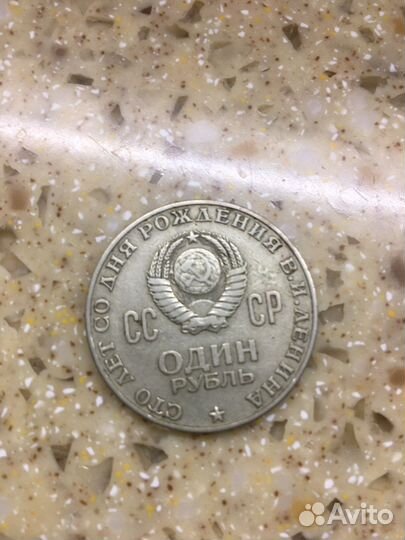 СТО ЛЕТ СО ДНЯ РОЖДЕНИЯ В.И.ЛЕНИНА
СС СР
ОДИН
РУБЛЬ
Avito